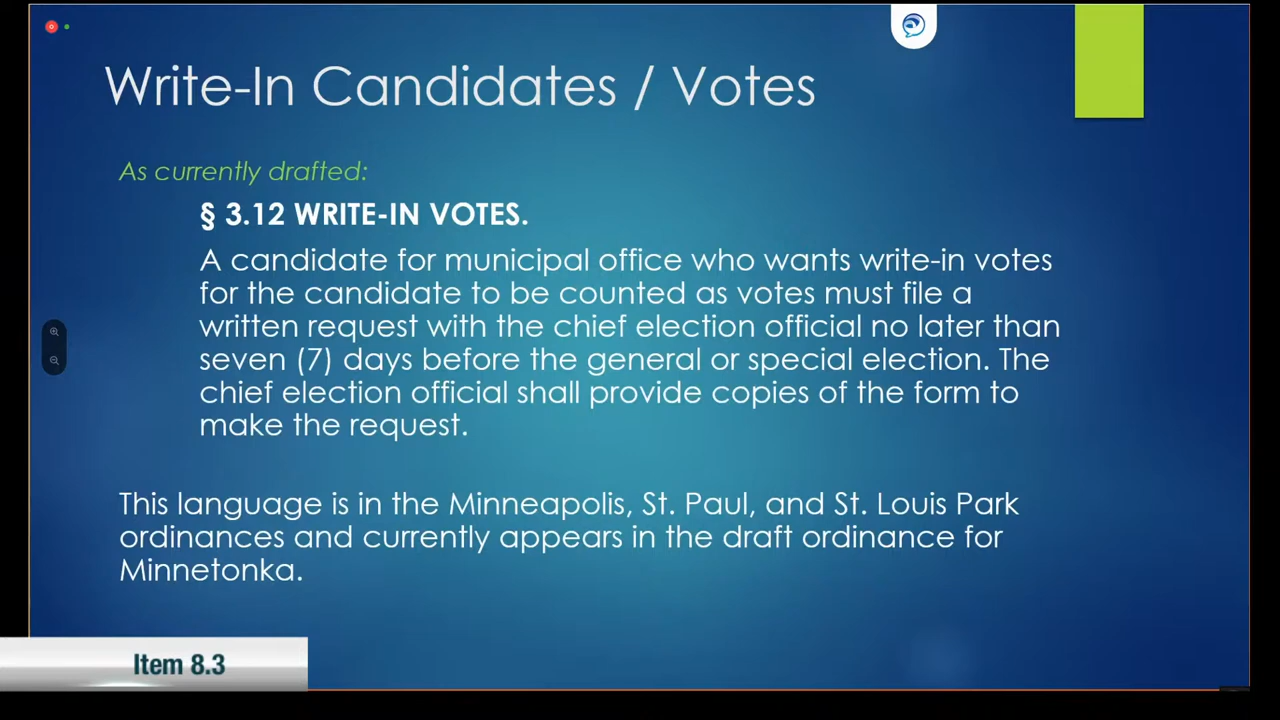 Write-In Candidates / Votes
As currently drafted:
§ 3.12 WRITE-IN VOTES.
A candidate for municipal office who wants write-in votes
for the candidate to be counted as votes must file a
written request with the chief election official no later than
seven (7) days before the general or special election. The
chief election official shall provide copies of the form to
make the request.
This language is in the Minneapolis, St. Paul, and St. Louis Park
ordinances and currently appears in the draft ordinance for
Minnetonka.
Item 8.3